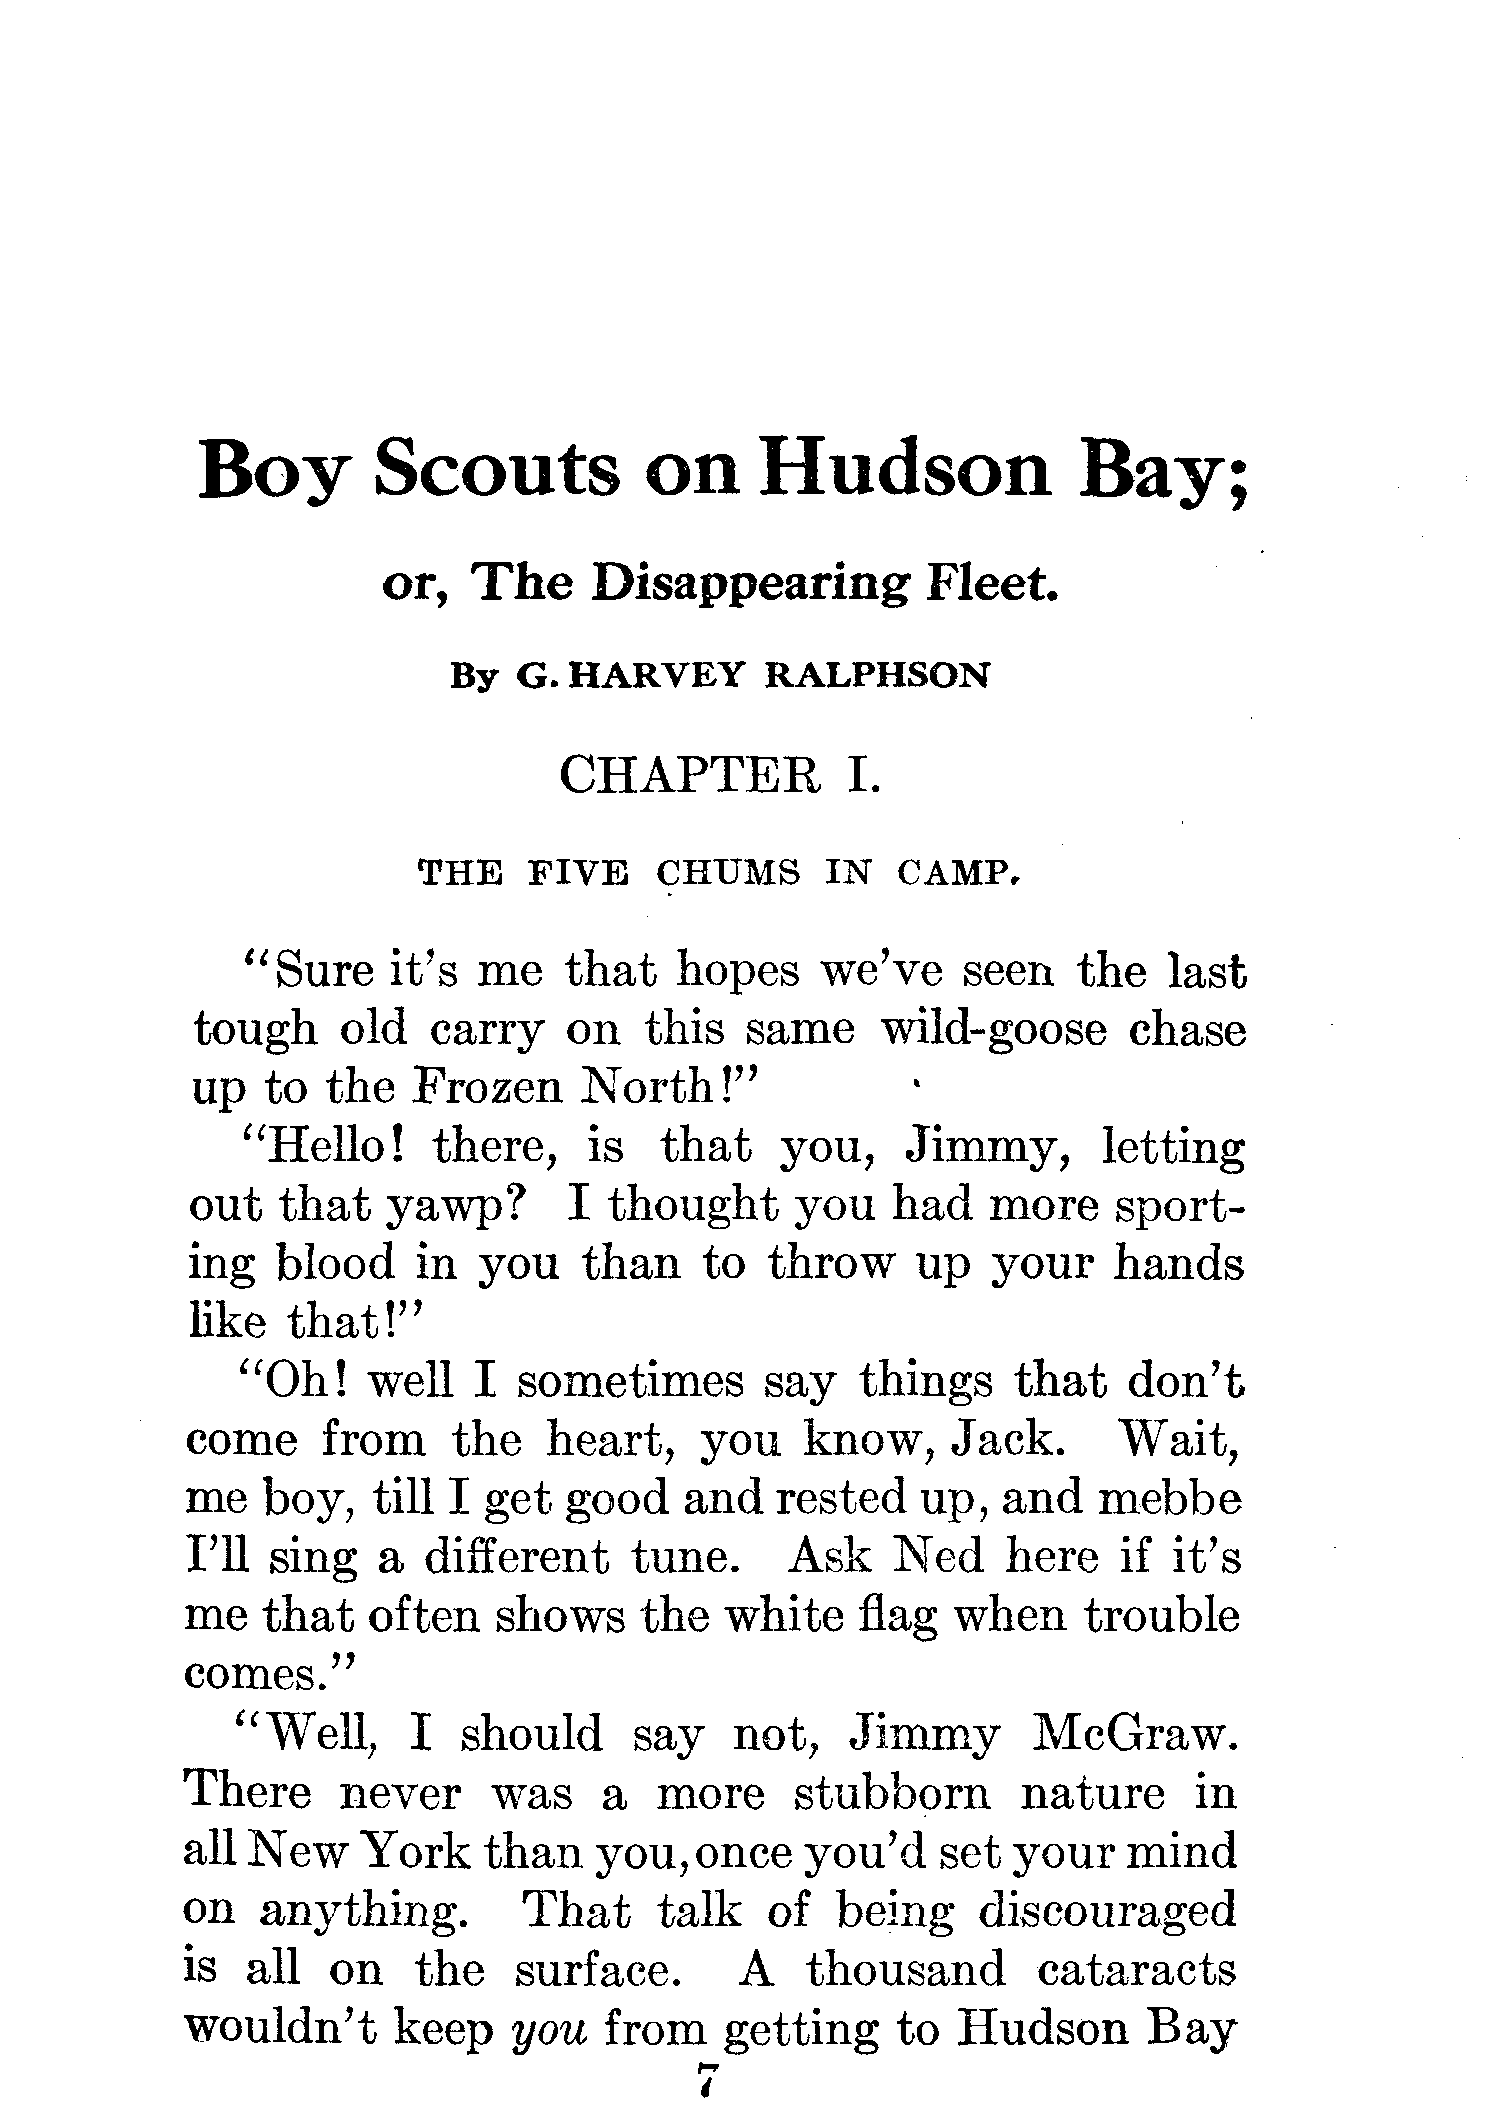 Boy Scouts on Hudson Bay;
or, The Disappearing Fleet.
By G. HARVEY RALPHSON
CHAPTER I.
THE FIVE CHUMS IN CAMP.
"Sure it's me that hopes we've seen the last
tough old carry on this same wild-goose chase
up to the Frozen North!"
"Hello! there, is that you, Jimmy, letting
out that yawp? I thought you had more sport-
ing blood in you than to throw up your hands
like that!"
"Oh! well I sometimes say things that don't
come from the heart, you know, Jack. Wait,
me boy, till I get good and rested up, and mebbe
I'll sing a different tune. Ask Ned here if it's
me that often shows the white flag when trouble
comes."
"Well, I should say not, Jimmy McGraw.
There never was a more stubborn nature in
all New York than you, once you'd set your mind
on anything. That talk of being discouraged
is all on the surface. A thousand cataracts
wouldn't keep you from getting to Hudson Bay
7